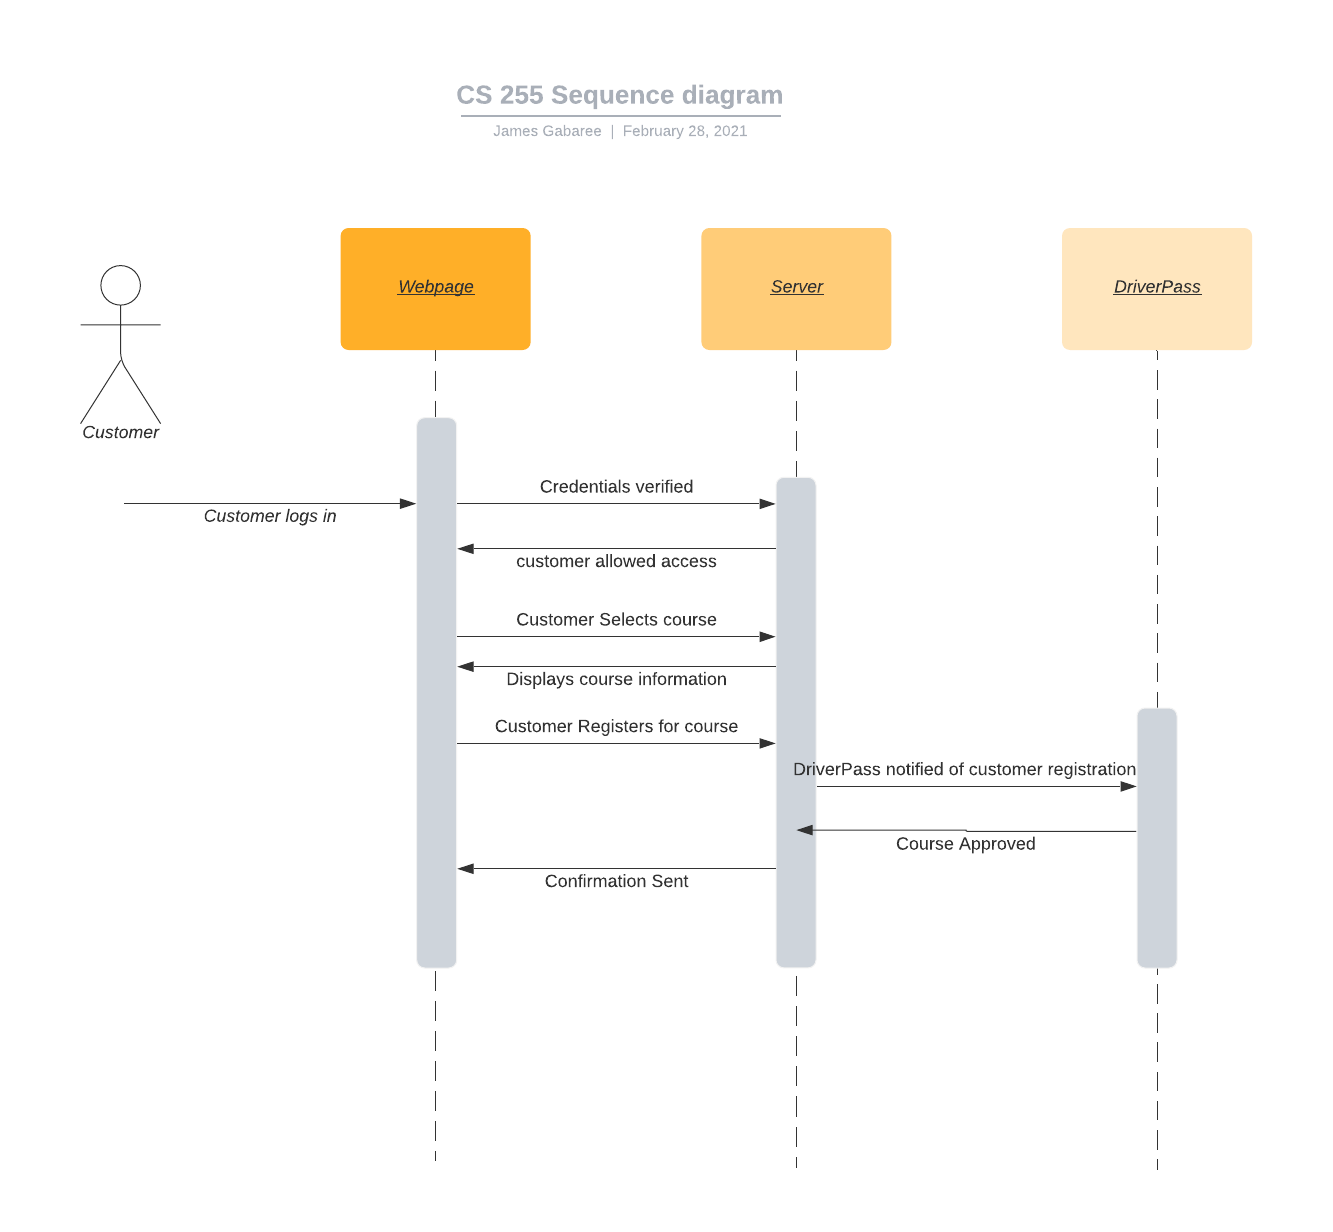 CS 255 Sequence diagram
James Gabaree | February 28, 2021
Webpage
Server
DriverPass
Customer
Credentials verified
Customer logs in
customer allowed access
Customer Selects course
Displays course information
Customer Registers for course
DriverPass notified of customer registration
Course Approved
Confirmation Sent